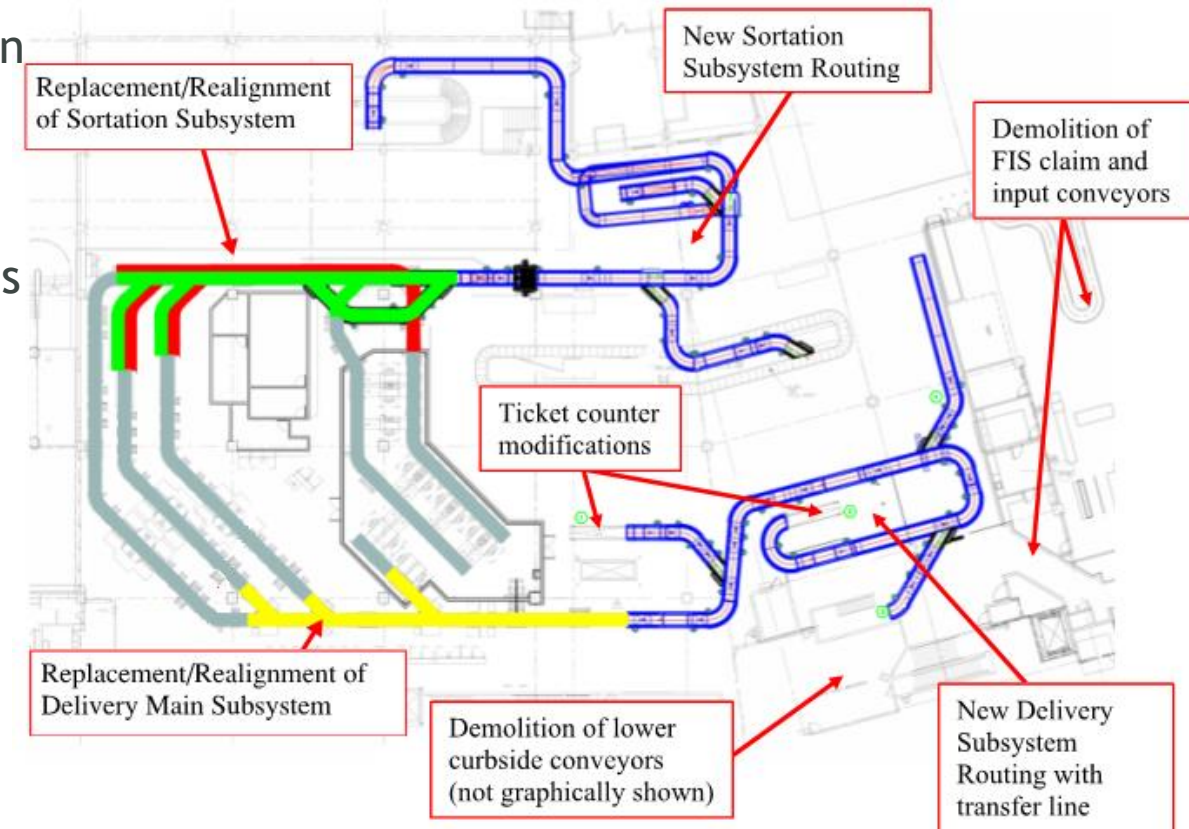 n
s
New Sortation
Subsystem Routing
Replacement/Realignment
of Sortation Subsystem
Demolition of
FIS claim and
input conveyors
Ticket counter
modifications
Replacement/Realignment of
Delivery Main Subsystem
Demolition of lower
curbside conveyors
(not graphically shown)
New Delivery
Subsystem
Routing with
transfer line